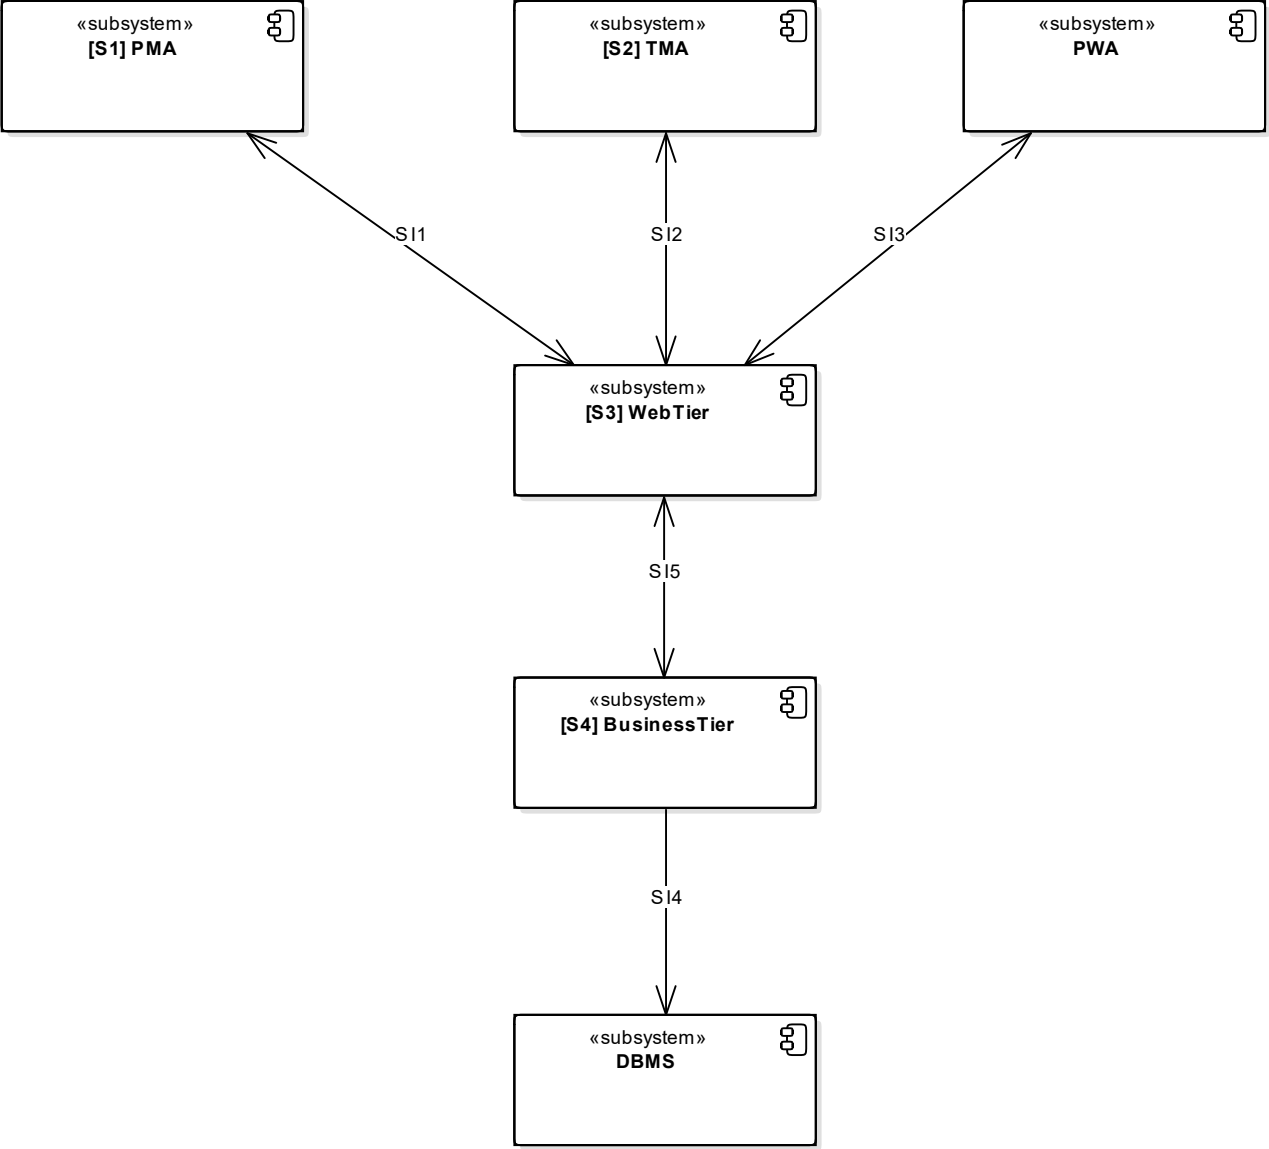 «subsystem»
[S1] PMA
«subsystem»
[S2] TMA
«subsystem»
PWA
SI1
SI2
SI3
«subsystem»
[S3] WebTier
SI5
«subsystem»
[S4] BusinessTier
SI4
«subsystem»
DBMS